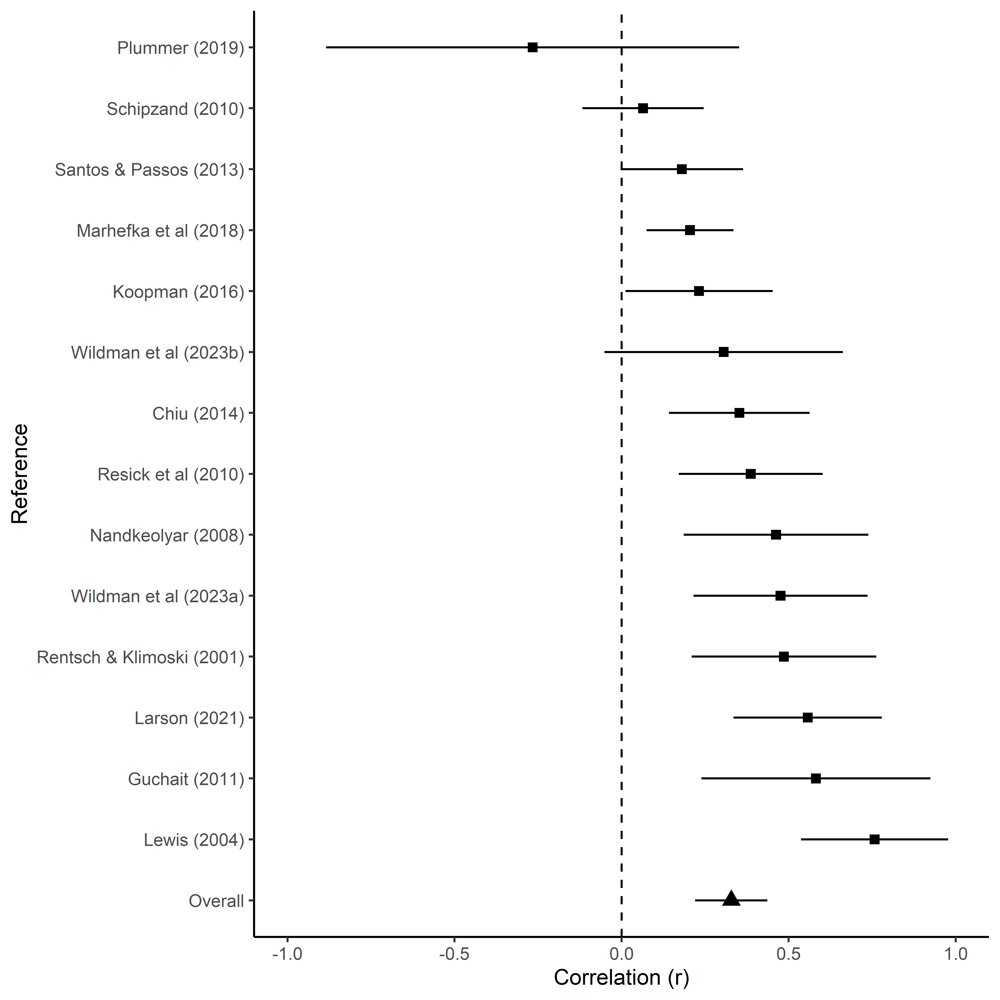 Plummer (2019)
Schipzand (2010)
Santos & Passos (2013)
Marhefka et al (2018)
Koopman (2016)
Wildman et al (2023b)
Chiu (2014)
Resick et al (2010)
Nandkeolyar (2008)
Wildman et al (2023a)
Rentsch & Klimoski (2001)
Larson (2021)
Guchait (2011)
Lewis (2004)
Overall
Reference
-1.0 -0.5 0.0 0.5 1.0
Correlation (r)